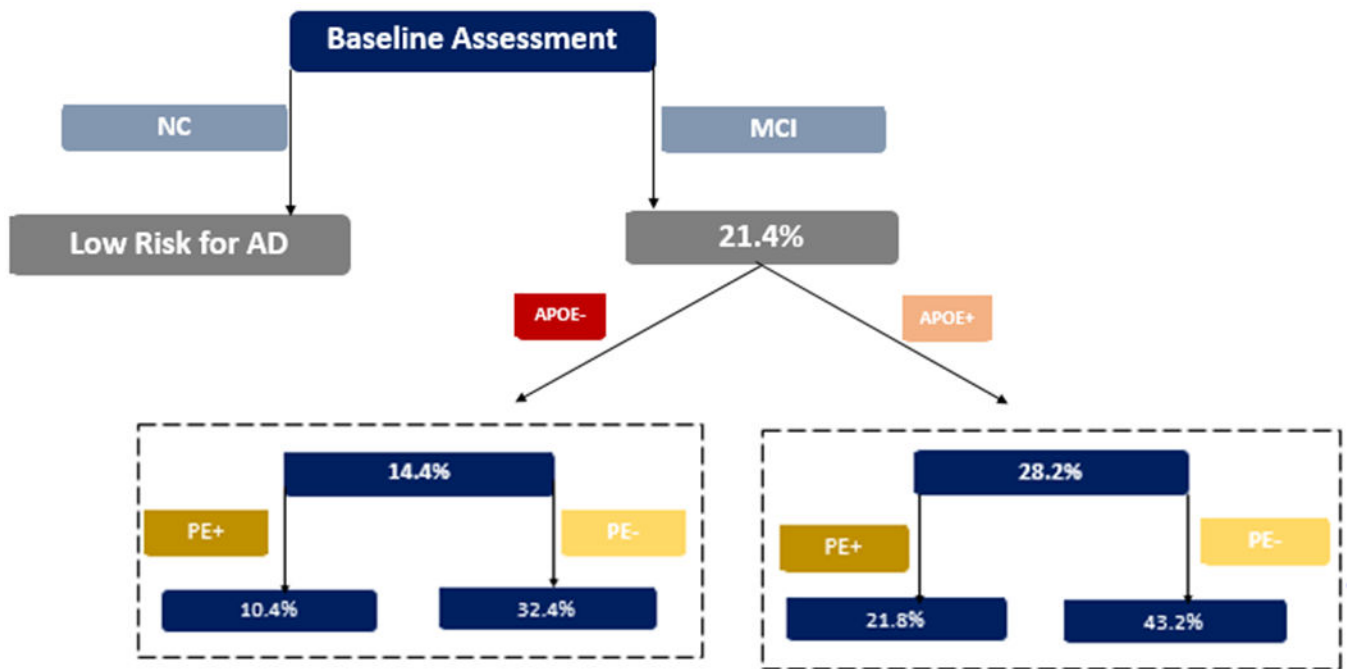 Baseline Assessment
NC
MCI
Low Risk for AD
21.4%
APOE-
APOE+
14.4%
28.2%
PE+
PE-
PE+
PE-
10.4%
32.4%
21.8%
43.2%